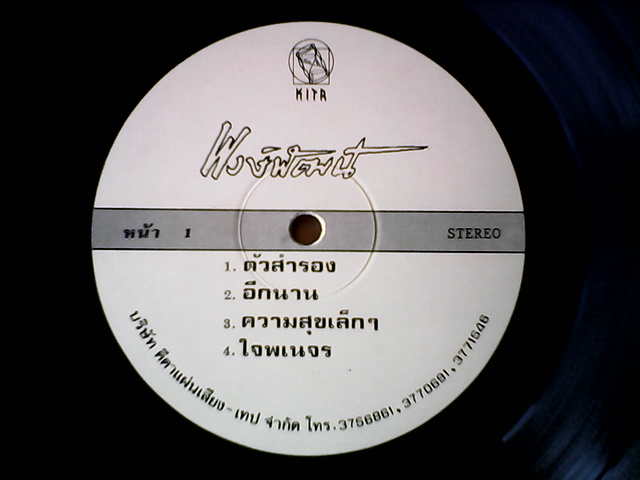 KITA
พงษ์พัฒน์
หน้า 1
STEREO
1. ตัวสำรอง
2. อีกนาน
3. ความสุขเล็กๆ
4. ใจพเนจร
บริษัท คีตาแผ่นเสียง-เทป จำกัด โทร. 3756861, 3770691, 3771546